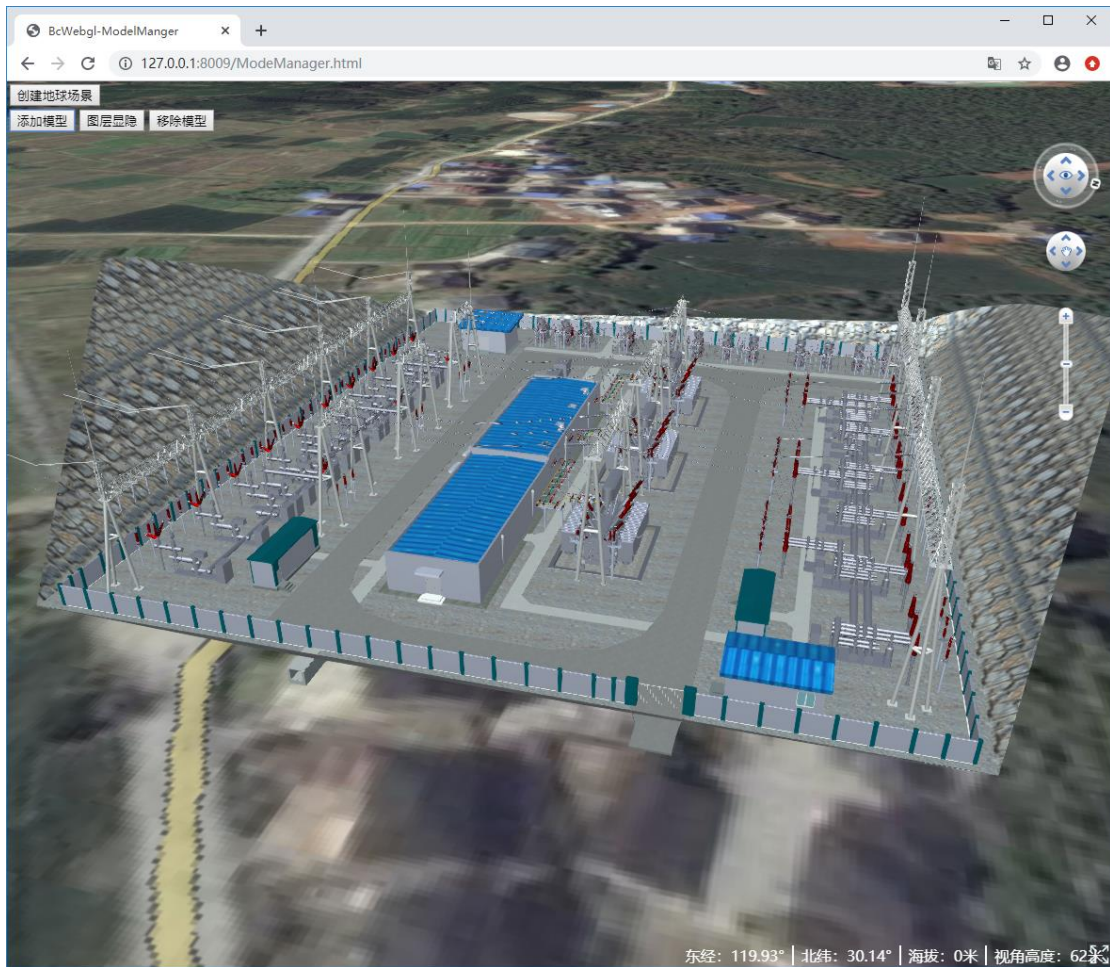 BcWebgl-ModelManger
127.0.0.1:8009/ModeManager.html
创建地球场景
添加模型 图层显隐 移除模型
东经：119.93° | 北纬：30.14° | 海拔：0米 | 视角高度：62米